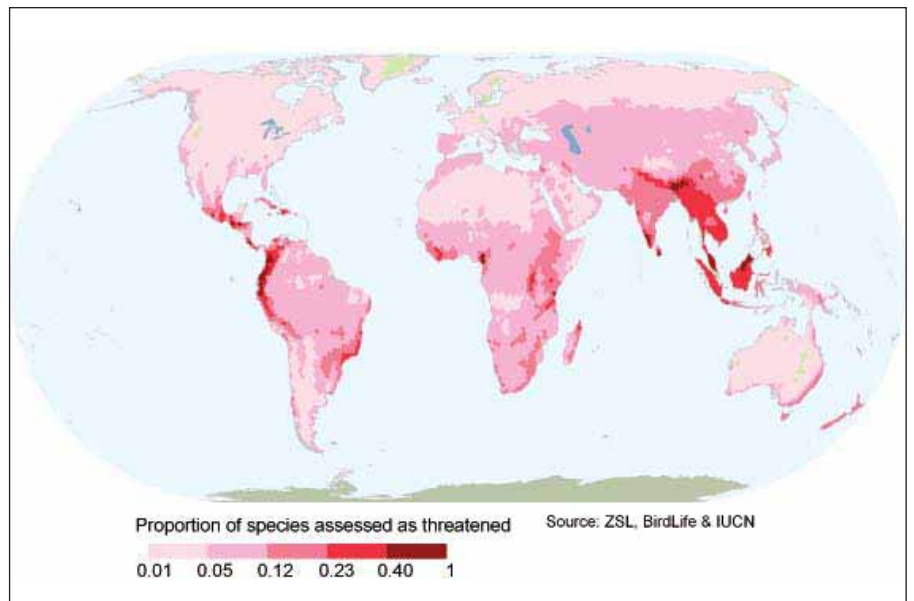 Proportion of species assessed as threatened
Source: ZSL, BirdLife & IUCN
0.01 0.05 0.12 0.23 0.40 1